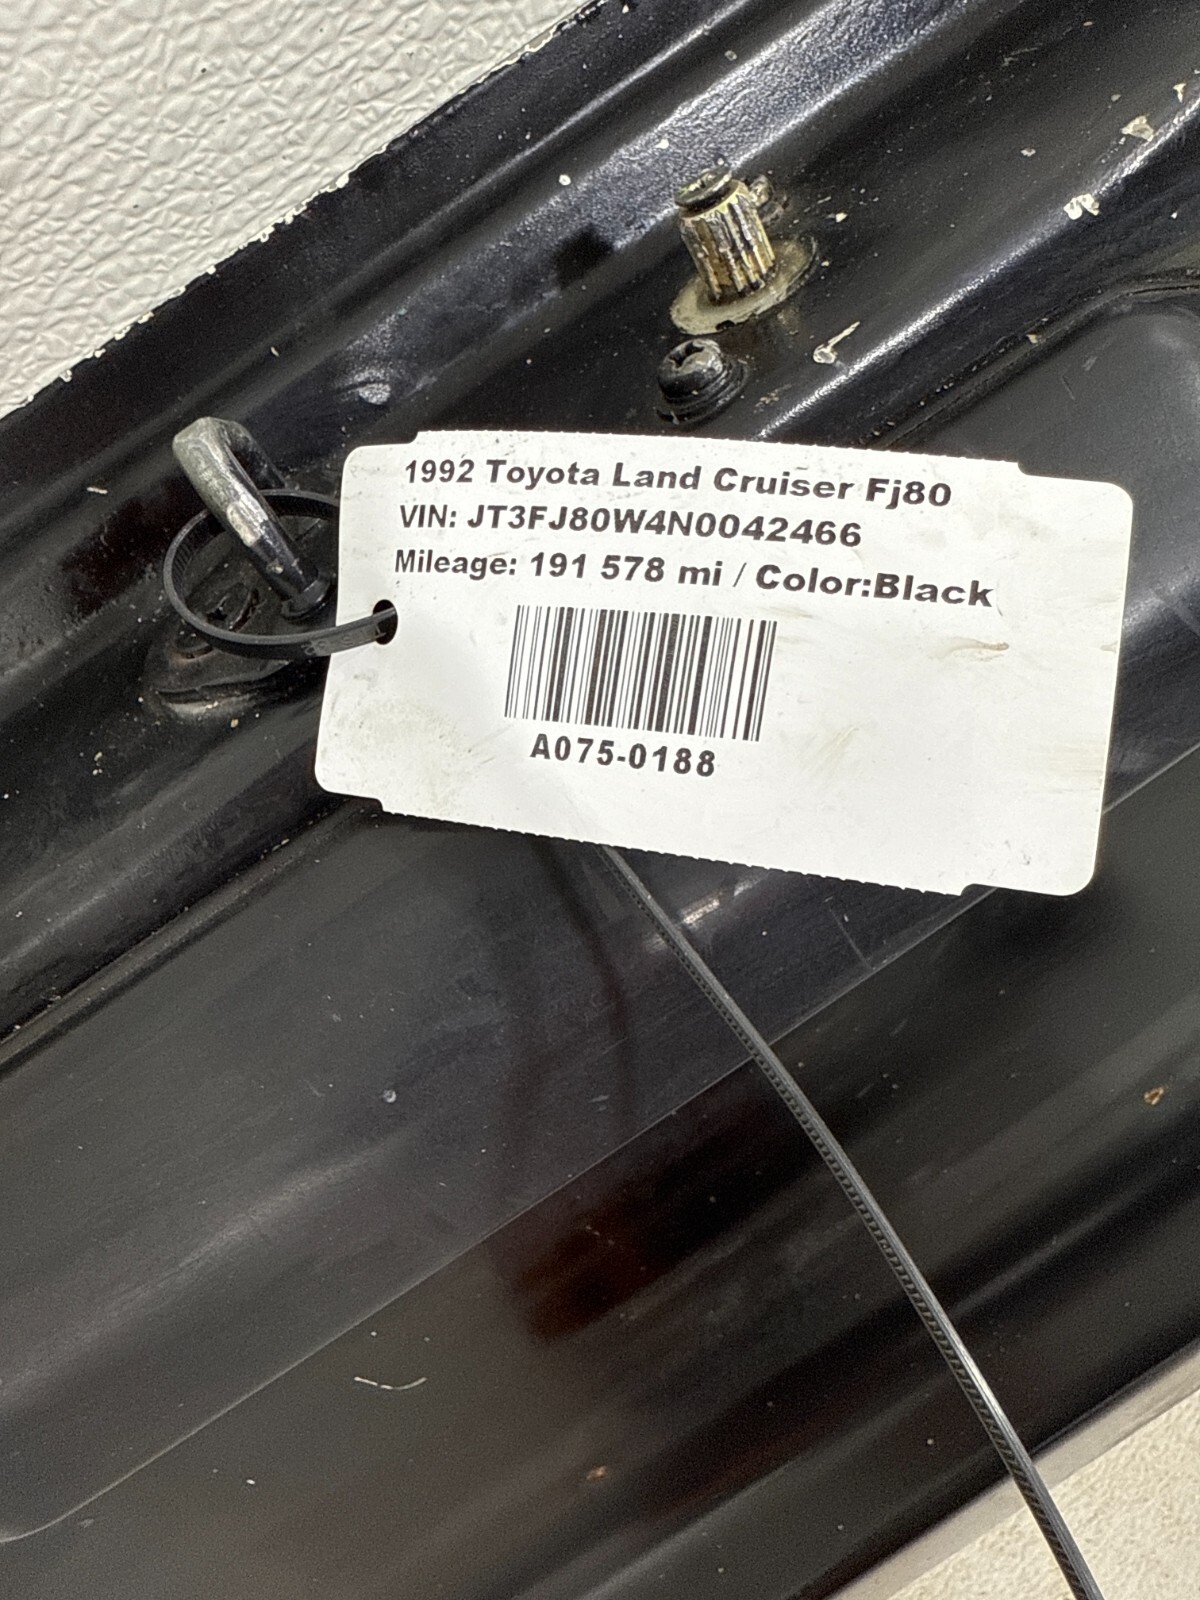 1992 Toyota Land Cruiser Fj80
VIN: JT3FJ80W4N0042466
Mileage: 191 578 mi / Color:Black
A075-0188